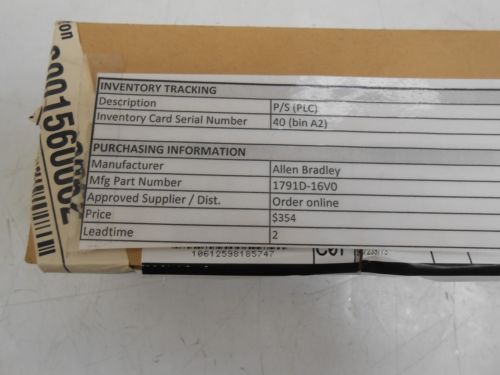 INVENTORY TRACKING
Description P/S (PLC)
Inventory Card Serial Number 40 (bin A2)
PURCHASING INFORMATION
Manufacturer Allen Bradley
Mfg Part Number 1791D-16V0
Approved Supplier / Dist. Order online
Price $354
Leadtime 2
10612598185747
C01